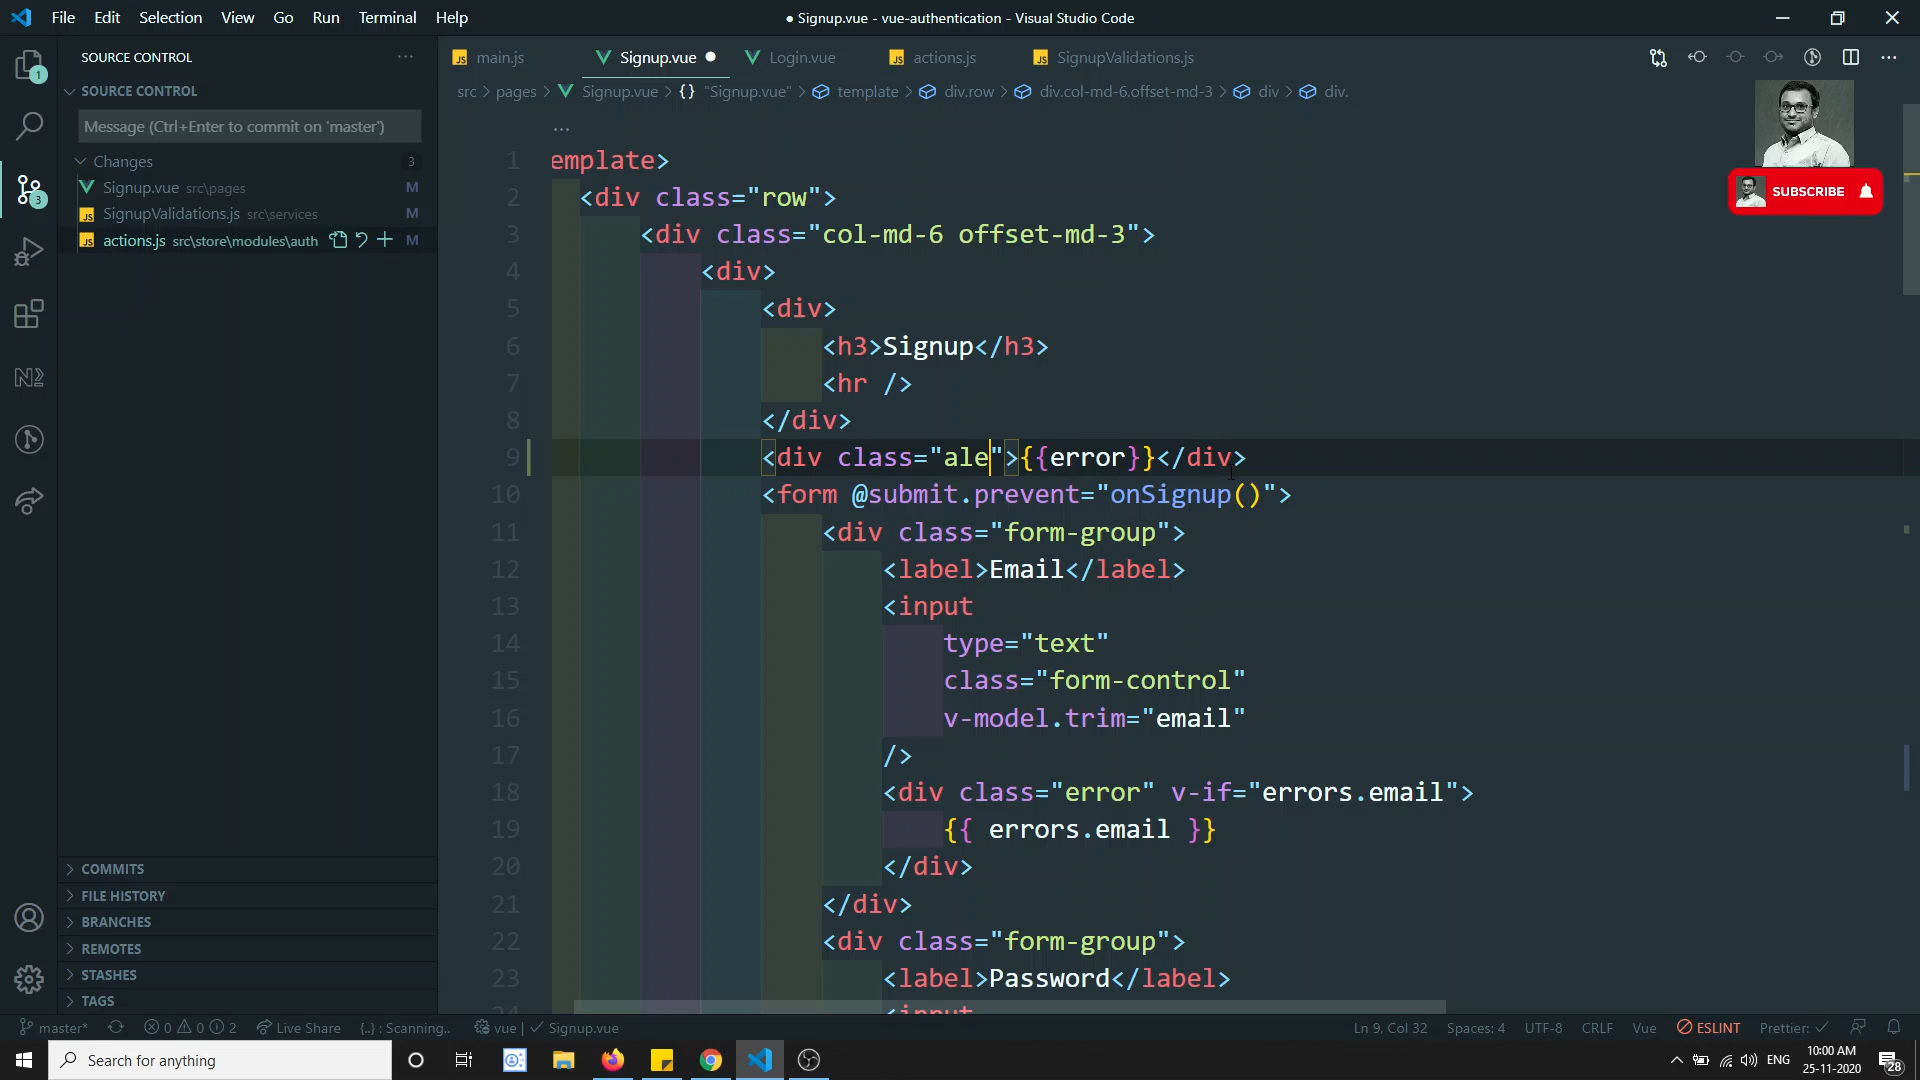 File Edit Selection View Go Run Terminal Help
● Signup.vue - vue-authentication - Visual Studio Code
SOURCE CONTROL ···
main.js
Signup.vue ●
Login.vue
actions.js
SignupValidations.js
1
SOURCE CONTROL
src > pages > Signup.vue > {} "Signup.vue" > template > div.row > div.col-md-6.offset-md-3 > div > div.
Message (Ctrl+Enter to commit on 'master')
···
Changes 3
1 emplate>
Signup.vue src\pages M
2 <div class="row">
SUBSCRIBE
3
SignupValidations.js src\services M
3 <div class="col-md-6 offset-md-3">
actions.js src\store\modules\auth M
4 <div>
5 <div>
6 <h3>Signup</h3>
7 <hr />
8 </div>
9 <div class="ale">{{error}}</div>
10 <form @submit.prevent="onSignup()">
11 <div class="form-group">
12 <label>Email</label>
13 <input
14 type="text"
15 class="form-control"
16 v-model.trim="email"
17 />
18 <div class="error" v-if="errors.email">
19 {{ errors.email }}
20 </div>
21 </div>
22 <div class="form-group">
23 <label>Password</label>
24 <input
COMMITS
FILE HISTORY
BRANCHES
REMOTES
STASHES
TAGS
master* 0 0 2 Live Share {..} : Scanning.. vue | ✓ Signup.vue
Ln 9, Col 32 Spaces: 4 UTF-8 CRLF Vue ESLINT Prettier: ✓
Search for anything
ENG
10:00 AM
25-11-2020
28